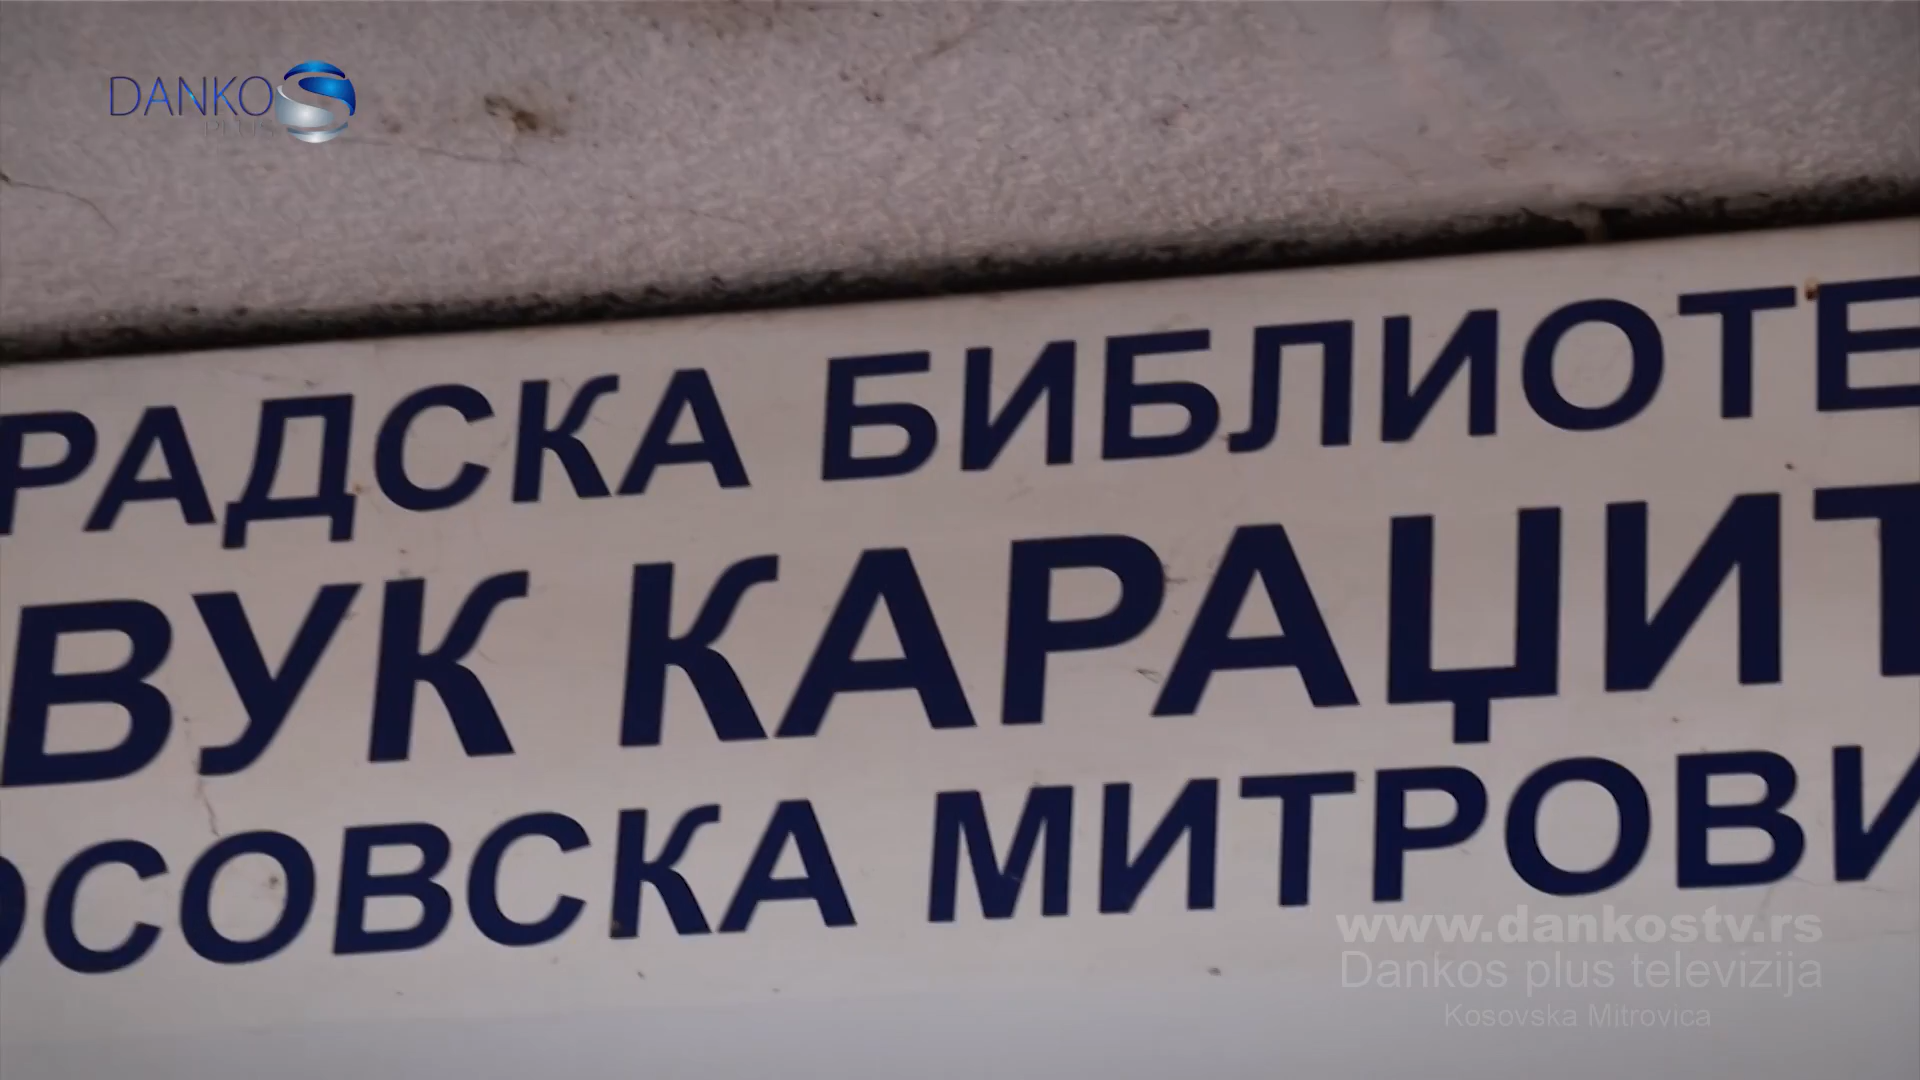 DANKOS
PLUS
РАДСКА БИБЛИОТЕ
ВУК КАРАЏИТ
ОСОВСКА МИТРОВИ
www.dankostv.rs
Dankos plus televizija
Kosovska Mitrovica